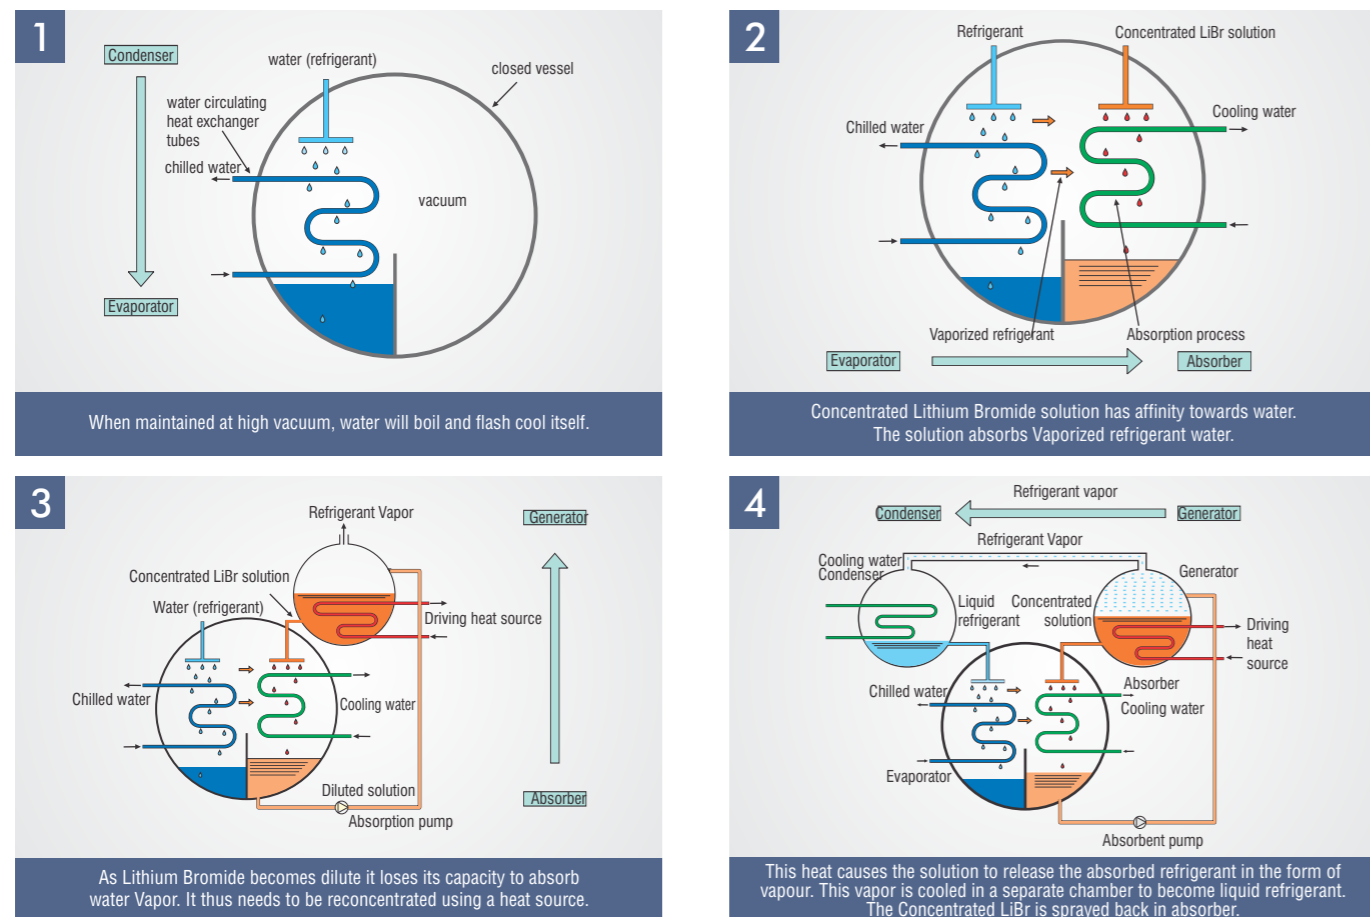 1
Condenser
water (refrigerant)
closed vessel
water circulating
heat exchanger
tubes
chilled water
vacuum
Evaporator
When maintained at high vacuum, water will boil and flash cool itself.
2
Refrigerant
Concentrated LiBr solution
Cooling water
Chilled water
Vaporized refrigerant
Absorption process
Evaporator
Absorber
Concentrated Lithium Bromide solution has affinity towards water.
The solution absorbs Vaporized refrigerant water.
3
Refrigerant Vapor
Generator
Concentrated LiBr solution
Water (refrigerant)
Driving heat source
Chilled water
Cooling water
Diluted solution
Absorption pump
Absorber
As Lithium Bromide becomes dilute it loses its capacity to absorb
water Vapor. It thus needs to be reconcentrated using a heat source.
4
Refrigerant vapor
Condenser
Generator
Refrigerant Vapor
Cooling water
Condenser
Generator
Liquid
refrigerant
Concentrated
solution
Driving
heat
source
Chilled water
Absorber
Cooling water
Evaporator
Absorbent pump
This heat causes the solution to release the absorbed refrigerant in the form of
vapour. This vapor is cooled in a separate chamber to become liquid refrigerant.
The Concentrated LiBr is sprayed back in absorber.